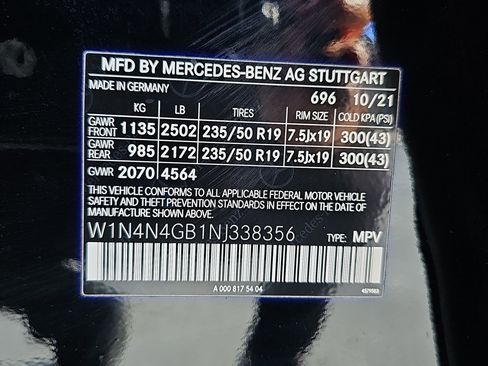 MFD BY MERCEDES-BENZ AG STUTTGART
MADE IN GERMANY 696 10/21
KG LB TIRES RIM SIZE COLD KPA (PSI)
GAWR FRONT 1135 2502 235/50 R19 7.5Jx19 300(43)
GAWR REAR 985 2172 235/50 R19 7.5Jx19 300(43)
GVWR 2070 4564
THIS VEHICLE CONFORMS TO ALL APPLICABLE FEDERAL MOTOR VEHICLE
SAFETY AND THEFT PREVENTION STANDARDS IN EFFECT ON THE
DATE OF MANUFACTURE SHOWN ABOVE.
W1N4N4GB1NJ338356 TYPE: MPV
A 000 817 54 04